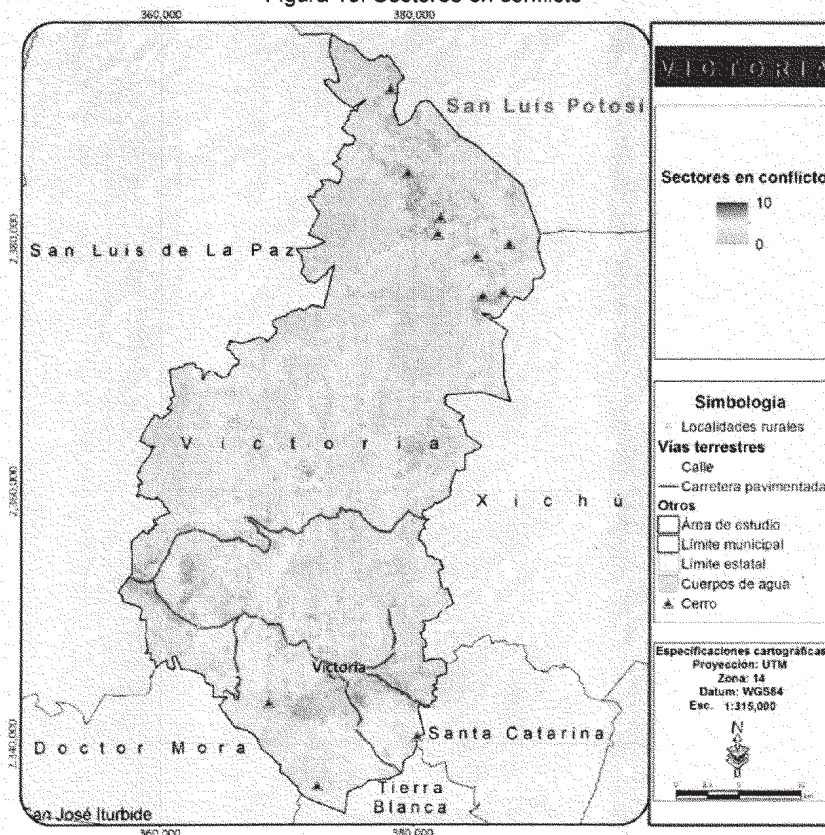 Figura 10. Sectores en conflicto
360,000 380,000
San Luís Potosí
San Luis de La Paz
Victoria
Xichú
Victoria
Santa Catarina
Doctor Mora
Tierra
Blanca
San José Iturbide
2,380,000
2,360,000
2,340,000
360,000 380,000
VICTORIA
Sectores en conflicto
10
0
Simbología
Localidades rurales
Vías terrestres
Calle
Carretera pavimentada
Otros
Área de estudio
Límite municipal
Límite estatal
Cuerpos de agua
Cerro
Especificaciones cartográficas
Proyección: UTM
Zona: 14
Datum: WGS84
Esc. 1:315,000
N